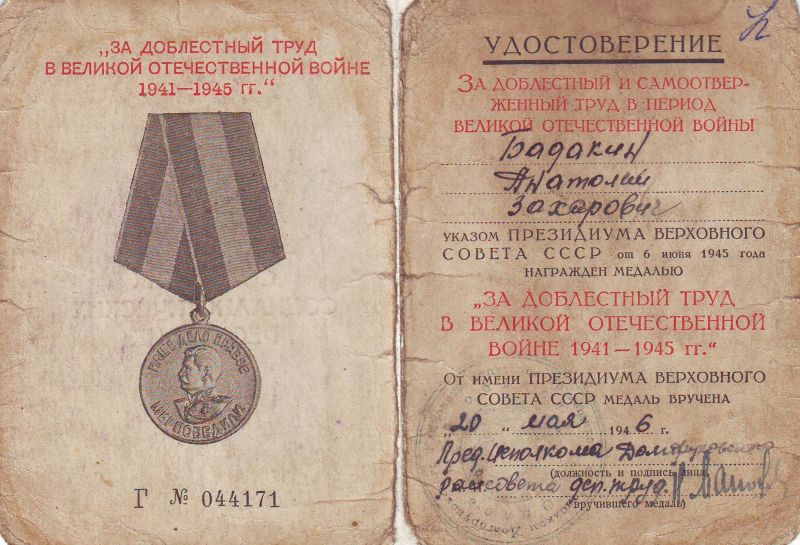 „ЗА ДОБЛЕСТНЫЙ ТРУД
В ВЕЛИКОЙ ОТЕЧЕСТВЕННОЙ ВОЙНЕ
1941—1945 гг.“
НАШЕ ДЕЛО ПРАВОЕ
МЫ ПОБЕДИЛИ
Г № 044171
УДОСТОВЕРЕНИЕ
ЗА ДОБЛЕСТНЫЙ И САМООТВЕР-
ЖЕННЫЙ ТРУД В ПЕРИОД
ВЕЛИКОЙ ОТЕЧЕСТВЕННОЙ ВОЙНЫ
Бадакин
Анатолий
Захарович
УКАЗОМ ПРЕЗИДИУМА ВЕРХОВНОГО
СОВЕТА СССР от 6 июня 1945 года
НАГРАЖДЕН МЕДАЛЬЮ
„ЗА ДОБЛЕСТНЫЙ ТРУД
В ВЕЛИКОЙ ОТЕЧЕСТВЕННОЙ
ВОЙНЕ 1941—1945 гг.“
От имени ПРЕЗИДИУМА ВЕРХОВНОГО
СОВЕТА СССР МЕДАЛЬ ВРУЧЕНА
„20“ мая 1946 г.
Пред. Исполкома
(должность и подпись лица,
райсовета деп. труд.
вручившего медаль)